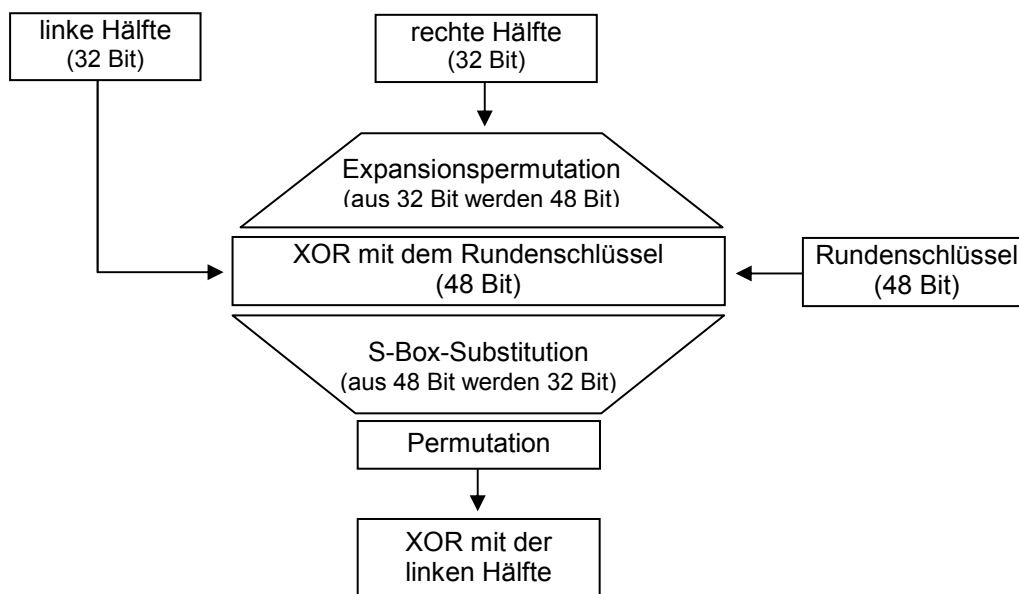 linke Hälfte
(32 Bit)
rechte Hälfte
(32 Bit)
Expansionspermutation
(aus 32 Bit werden 48 Bit)
XOR mit dem Rundenschlüssel
(48 Bit)
Rundenschlüssel
(48 Bit)
S-Box-Substitution
(aus 48 Bit werden 32 Bit)
Permutation
XOR mit der
linken Hälfte